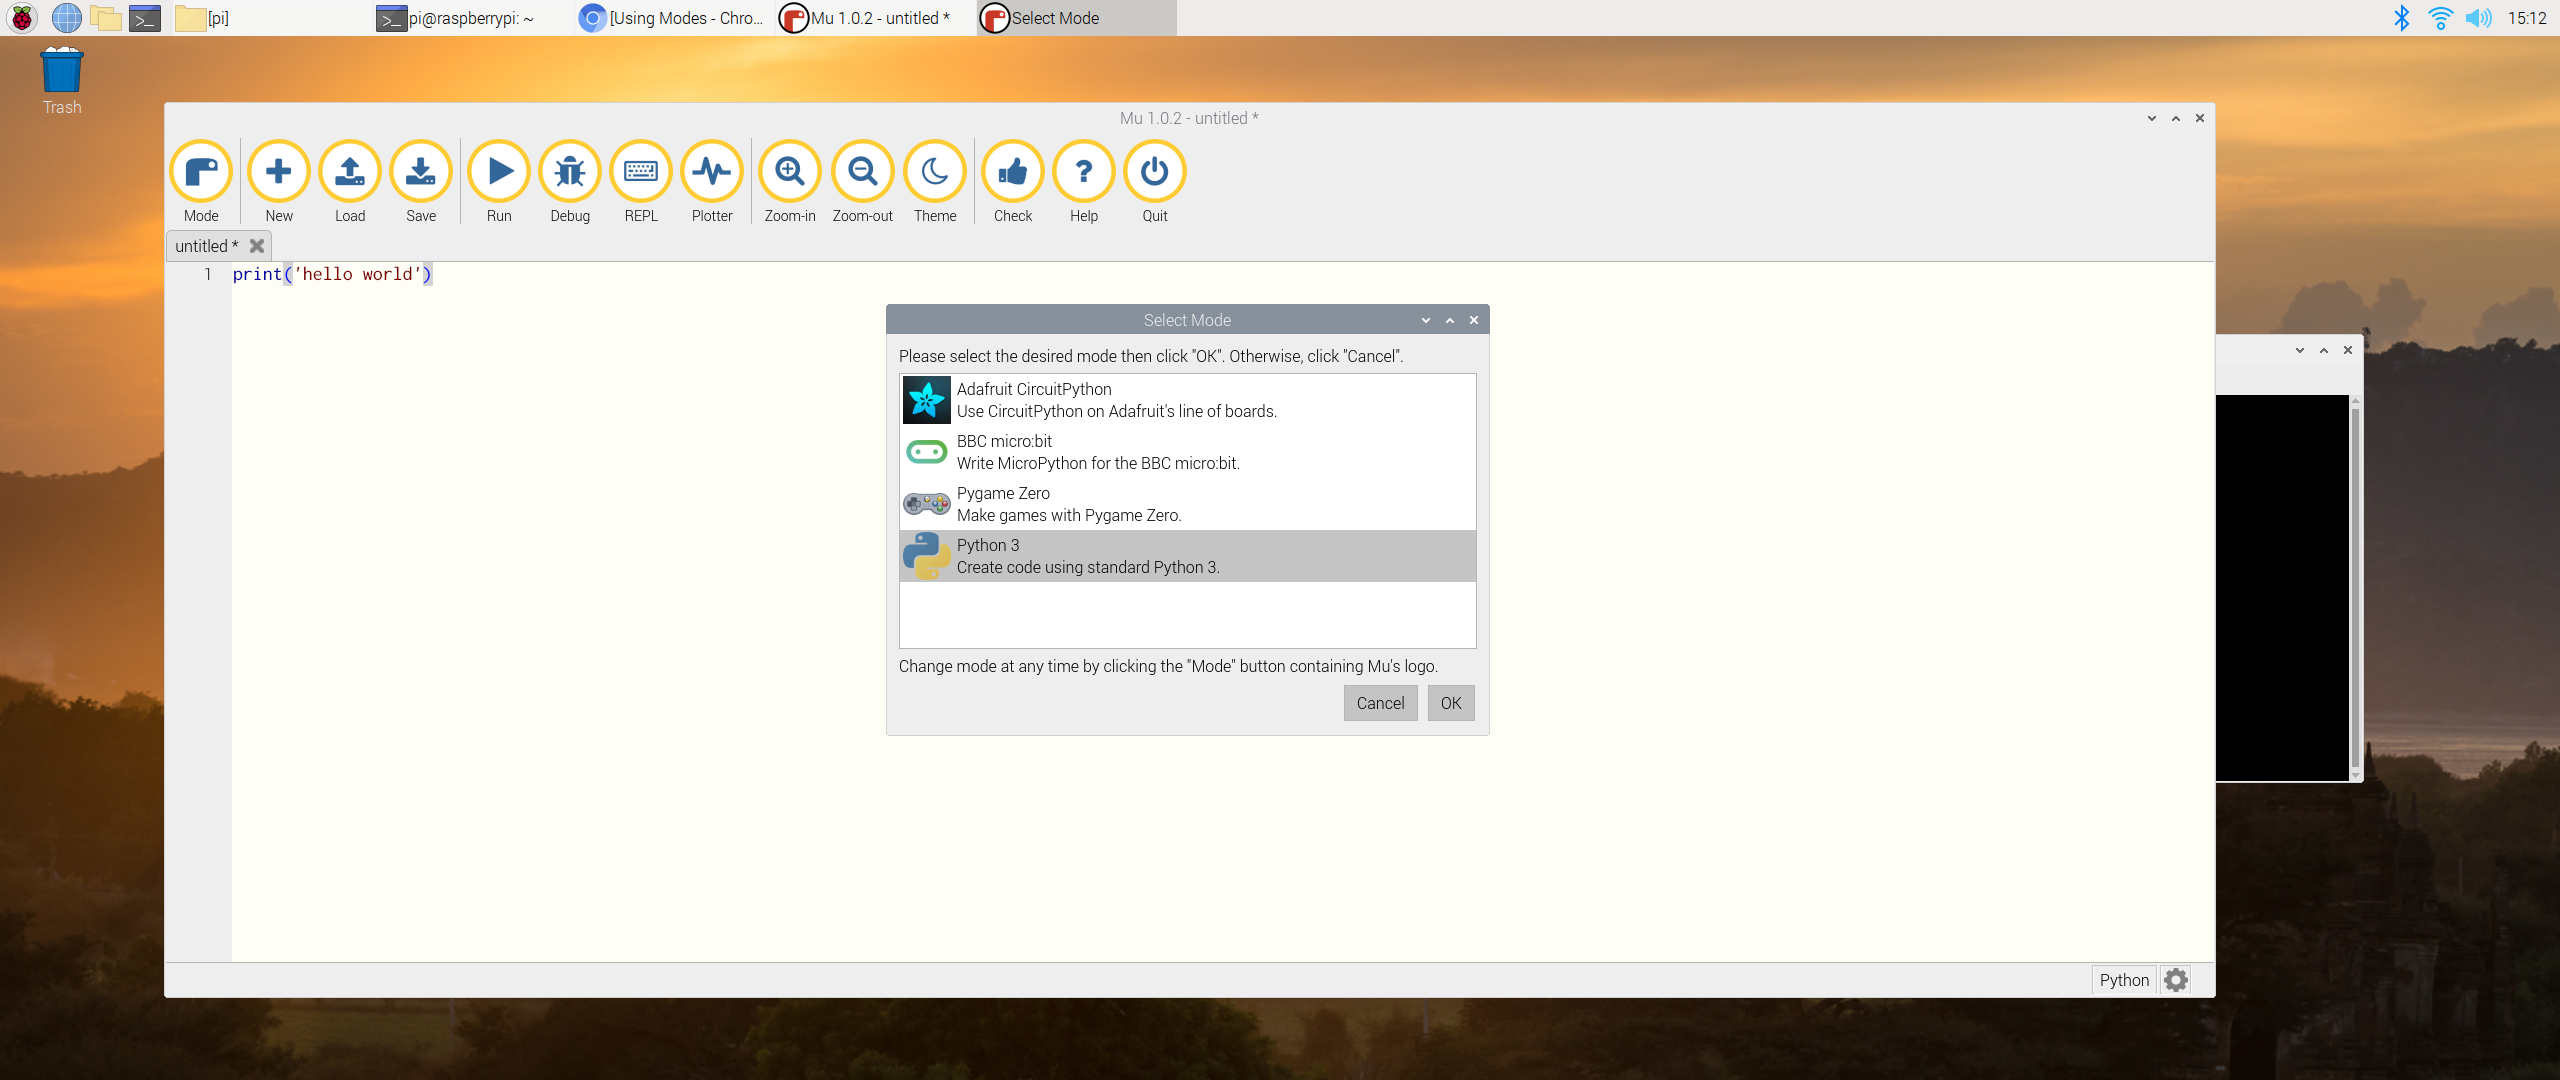 [pi]
pi@raspberrypi: ~
[Using Modes - Chro...
Mu 1.0.2 - untitled *
Select Mode
15:12
Trash
Mu 1.0.2 - untitled *
Mode
New
Load
Save
Run
Debug
REPL
Plotter
Zoom-in
Zoom-out
Theme
Check
Help
Quit
untitled *
1 print('hello world')
Select Mode
Please select the desired mode then click "OK". Otherwise, click "Cancel".
Adafruit CircuitPython
Use CircuitPython on Adafruit's line of boards.
BBC micro:bit
Write MicroPython for the BBC micro:bit.
Pygame Zero
Make games with Pygame Zero.
Python 3
Create code using standard Python 3.
Change mode at any time by clicking the "Mode" button containing Mu's logo.
Cancel
OK
Python